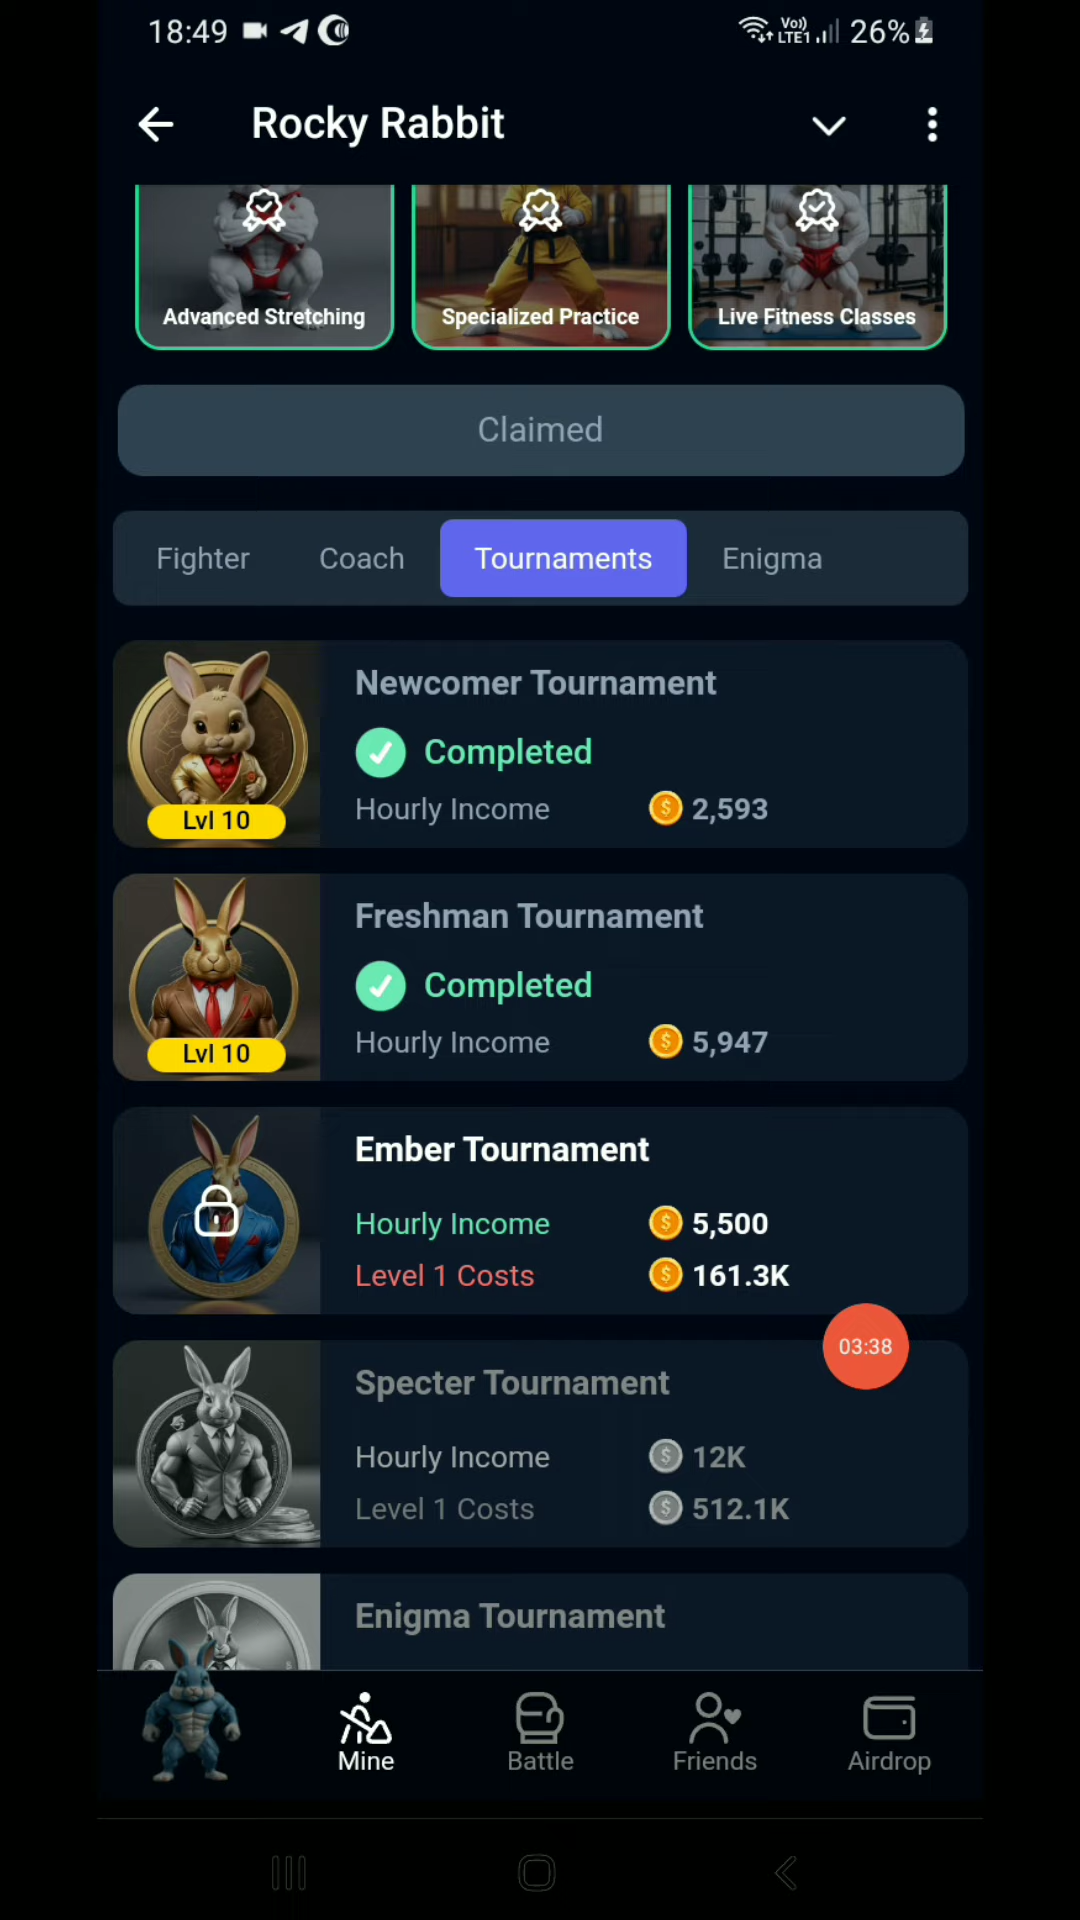 18:49
Vo))
LTE1
26%
Rocky Rabbit
Advanced Stretching
Specialized Practice
Live Fitness Classes
Claimed
Fighter
Coach
Tournaments
Enigma
Newcomer Tournament
Completed
Hourly Income
2,593
Lvl 10
Freshman Tournament
Completed
Hourly Income
5,947
Lvl 10
Ember Tournament
Hourly Income
5,500
Level 1 Costs
161.3K
03:38
Specter Tournament
Hourly Income
12K
Level 1 Costs
512.1K
Enigma Tournament
Mine
Battle
Friends
Airdrop